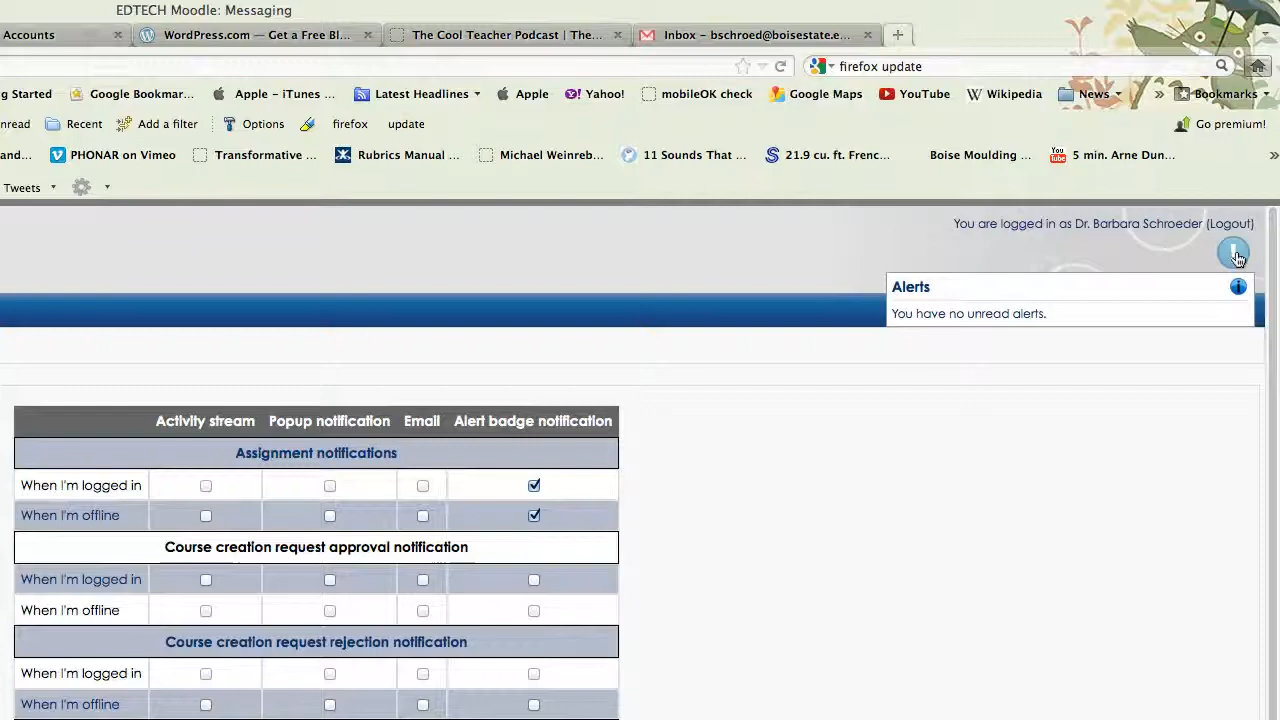 EDTECH Moodle: Messaging
Accounts WordPress.com — Get a Free Bl... The Cool Teacher Podcast | The... Inbox – bschroed@boisestate.e...
firefox update
g Started Google Bookmar... Apple – iTunes ... Latest Headlines Apple Yahoo! mobileOK check Google Maps YouTube Wikipedia News » Bookmarks
nread Recent Add a filter Options firefox update Go premium!
and... PHONAR on Vimeo Transformative ... Rubrics Manual ... Michael Weinreb... 11 Sounds That ... 21.9 cu. ft. Frenc... Boise Moulding ... You Tube 5 min. Arne Dun... »
Tweets
You are logged in as Dr. Barbara Schroeder (Logout)
Alerts
You have no unread alerts.
Activity stream Popup notification Email Alert badge notification
Assignment notifications
When I'm logged in
When I'm offline
Course creation request approval notification
When I'm logged in
When I'm offline
Course creation request rejection notification
When I'm logged in
When I'm offline